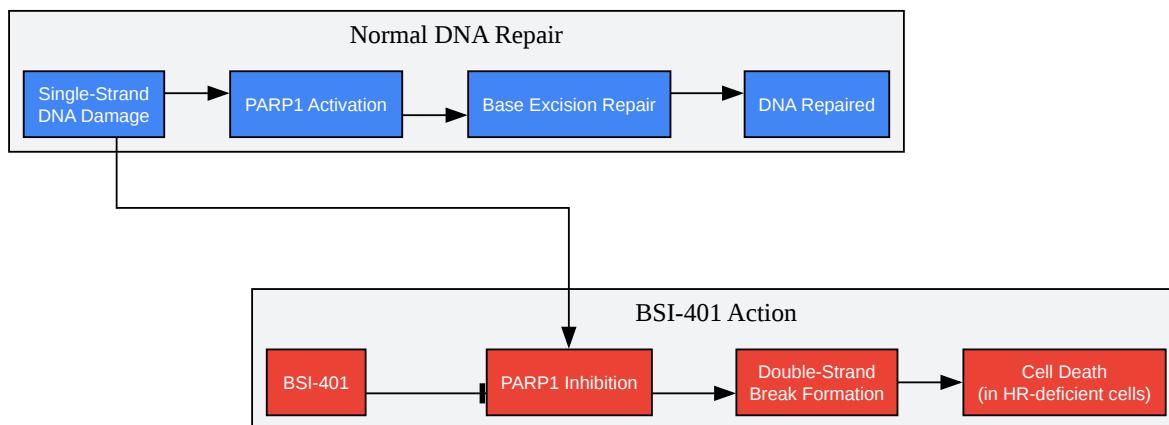 Normal DNA Repair
Single-Strand
DNA Damage
PARP1 Activation
Base Excision Repair
DNA Repaired
BSI-401 Action
BSI-401
PARP1 Inhibition
Double-Strand
Break Formation
Cell Death
(in HR-deficient cells)